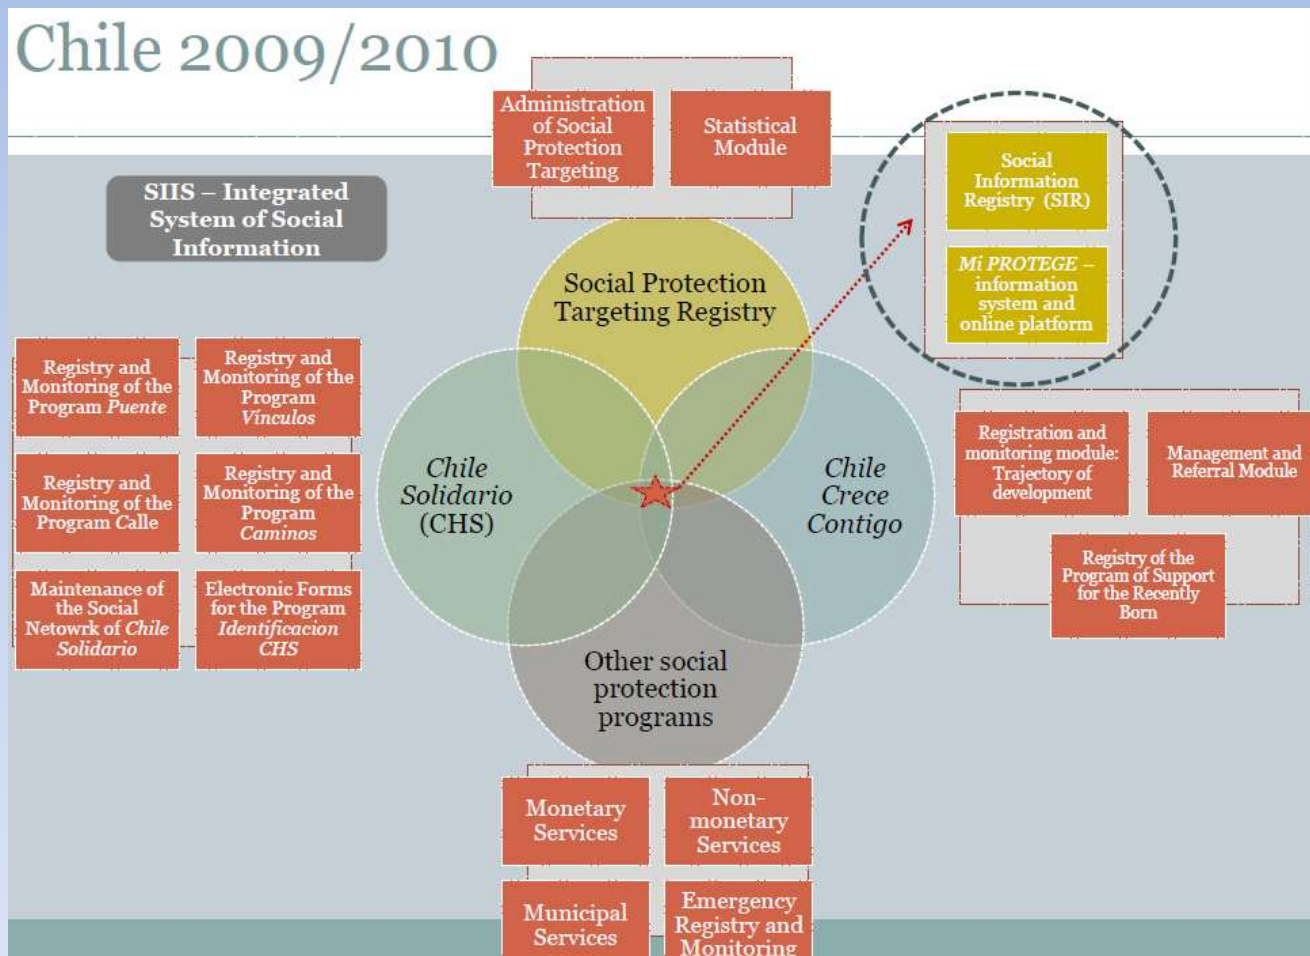 Chile 2009/2010
Administration
of Social
Protection
Targeting
Statistical
Module
Social
Information
Registry (SIR)
Mi PROTEGE –
information
system and
online platform
SIIS – Integrated
System of Social
Information
Social Protection
Targeting Registry
Registry and
Monitoring of the
Program Puente
Registry and
Monitoring of the
Program
Vínculos
Registry and
Monitoring of the
Program Calle
Registry and
Monitoring of the
Program
Caminos
Maintenance of
the Social
Netowrk of Chile
Solidario
Electronic Forms
for the Program
Identificacion
CHS
Chile
Solidario
(CHS)
Chile
Crece
Contigo
Registration and
monitoring module:
Trajectory of
development
Management and
Referral Module
Registry of the
Program of Support
for the Recently
Born
Other social
protection
programs
Monetary
Services
Non-
monetary
Services
Municipal
Services
Emergency
Registry and
Monitoring